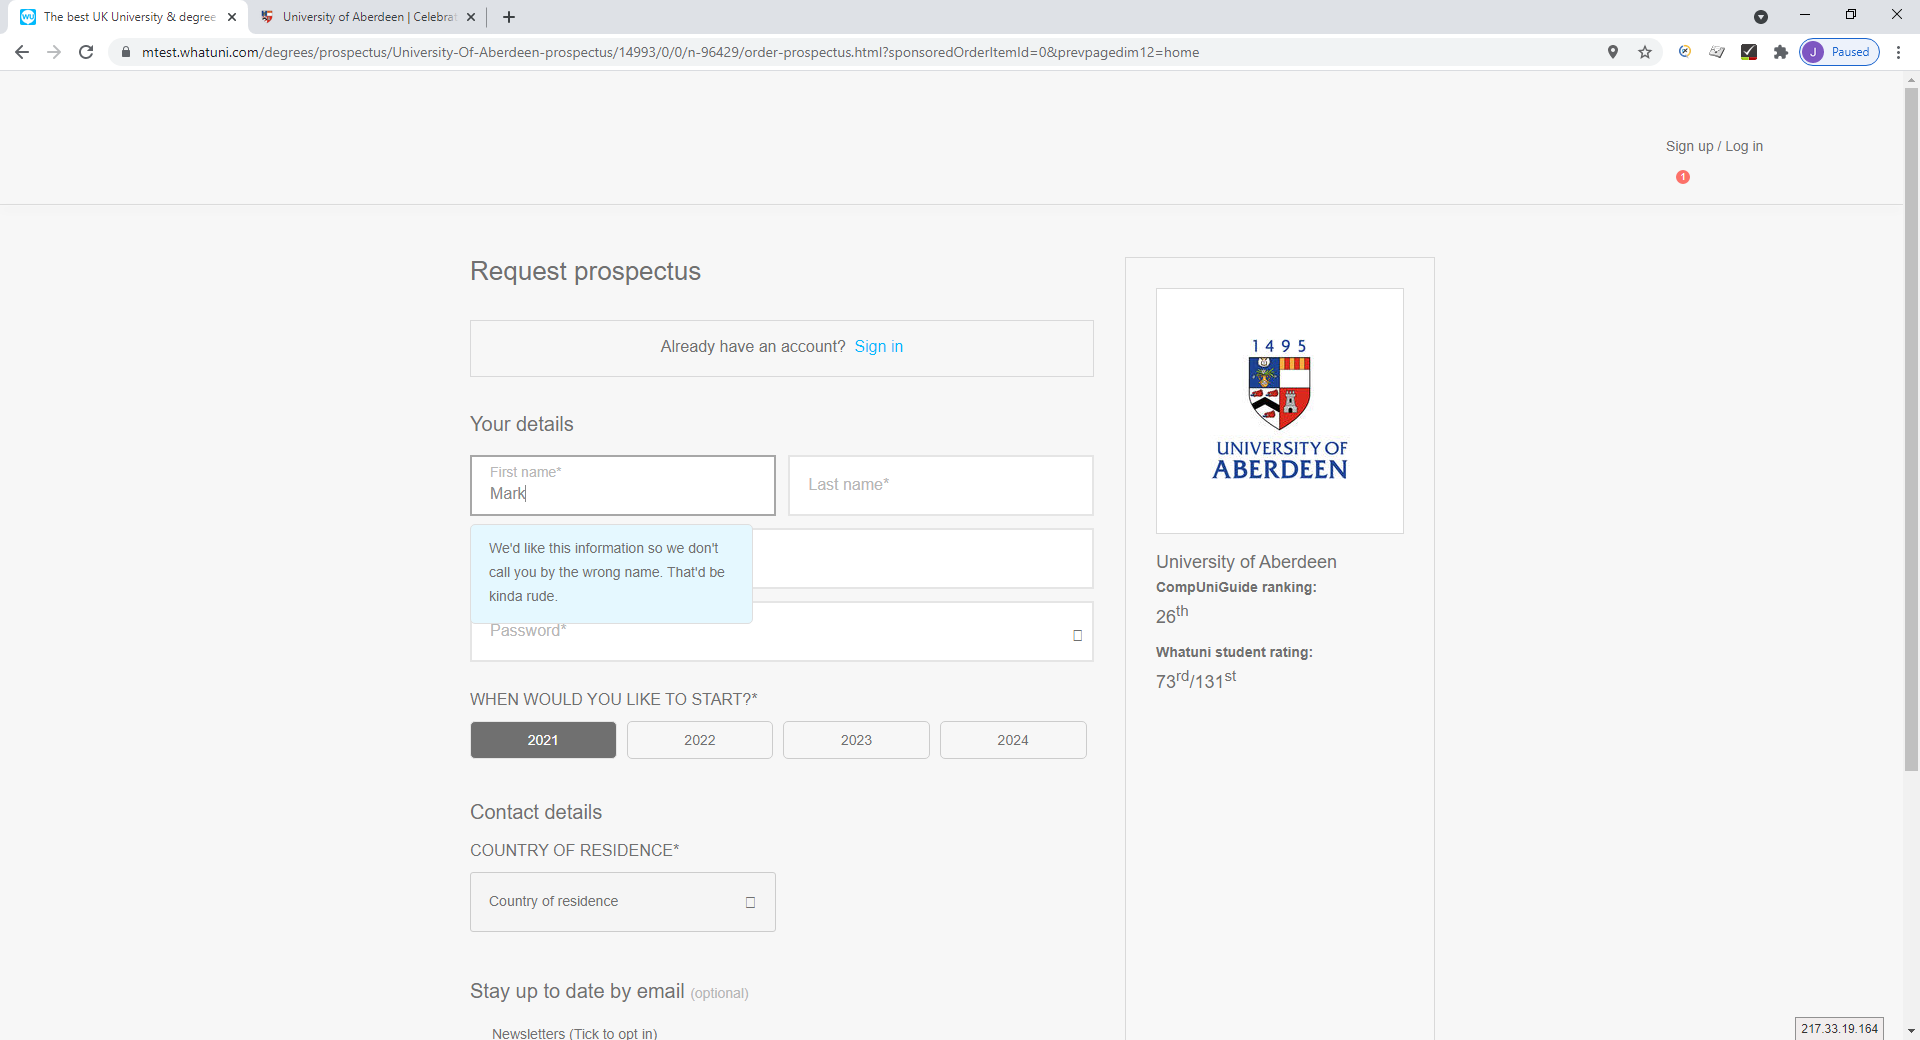 The best UK University & degree
University of Aberdeen | Celebrat
mtest.whatuni.com/degrees/prospectus/University-Of-Aberdeen-prospectus/14993/0/0/n-96429/order-prospectus.html?sponsoredOrderItemId=0&prevpagedim12=home
J Paused
Sign up / Log in
1
Request prospectus
Already have an account? Sign in
Your details
First name*
Mark
Last name*
We'd like this information so we don't
call you by the wrong name. That'd be
kinda rude.
Password*
WHEN WOULD YOU LIKE TO START?*
2021 2022 2023 2024
Contact details
COUNTRY OF RESIDENCE*
Country of residence
Stay up to date by email (optional)
Newsletters (Tick to opt in)
1495
UNIVERSITY OF
ABERDEEN
University of Aberdeen
CompUniGuide ranking:
26th
Whatuni student rating:
73rd/131st
217.33.19.164